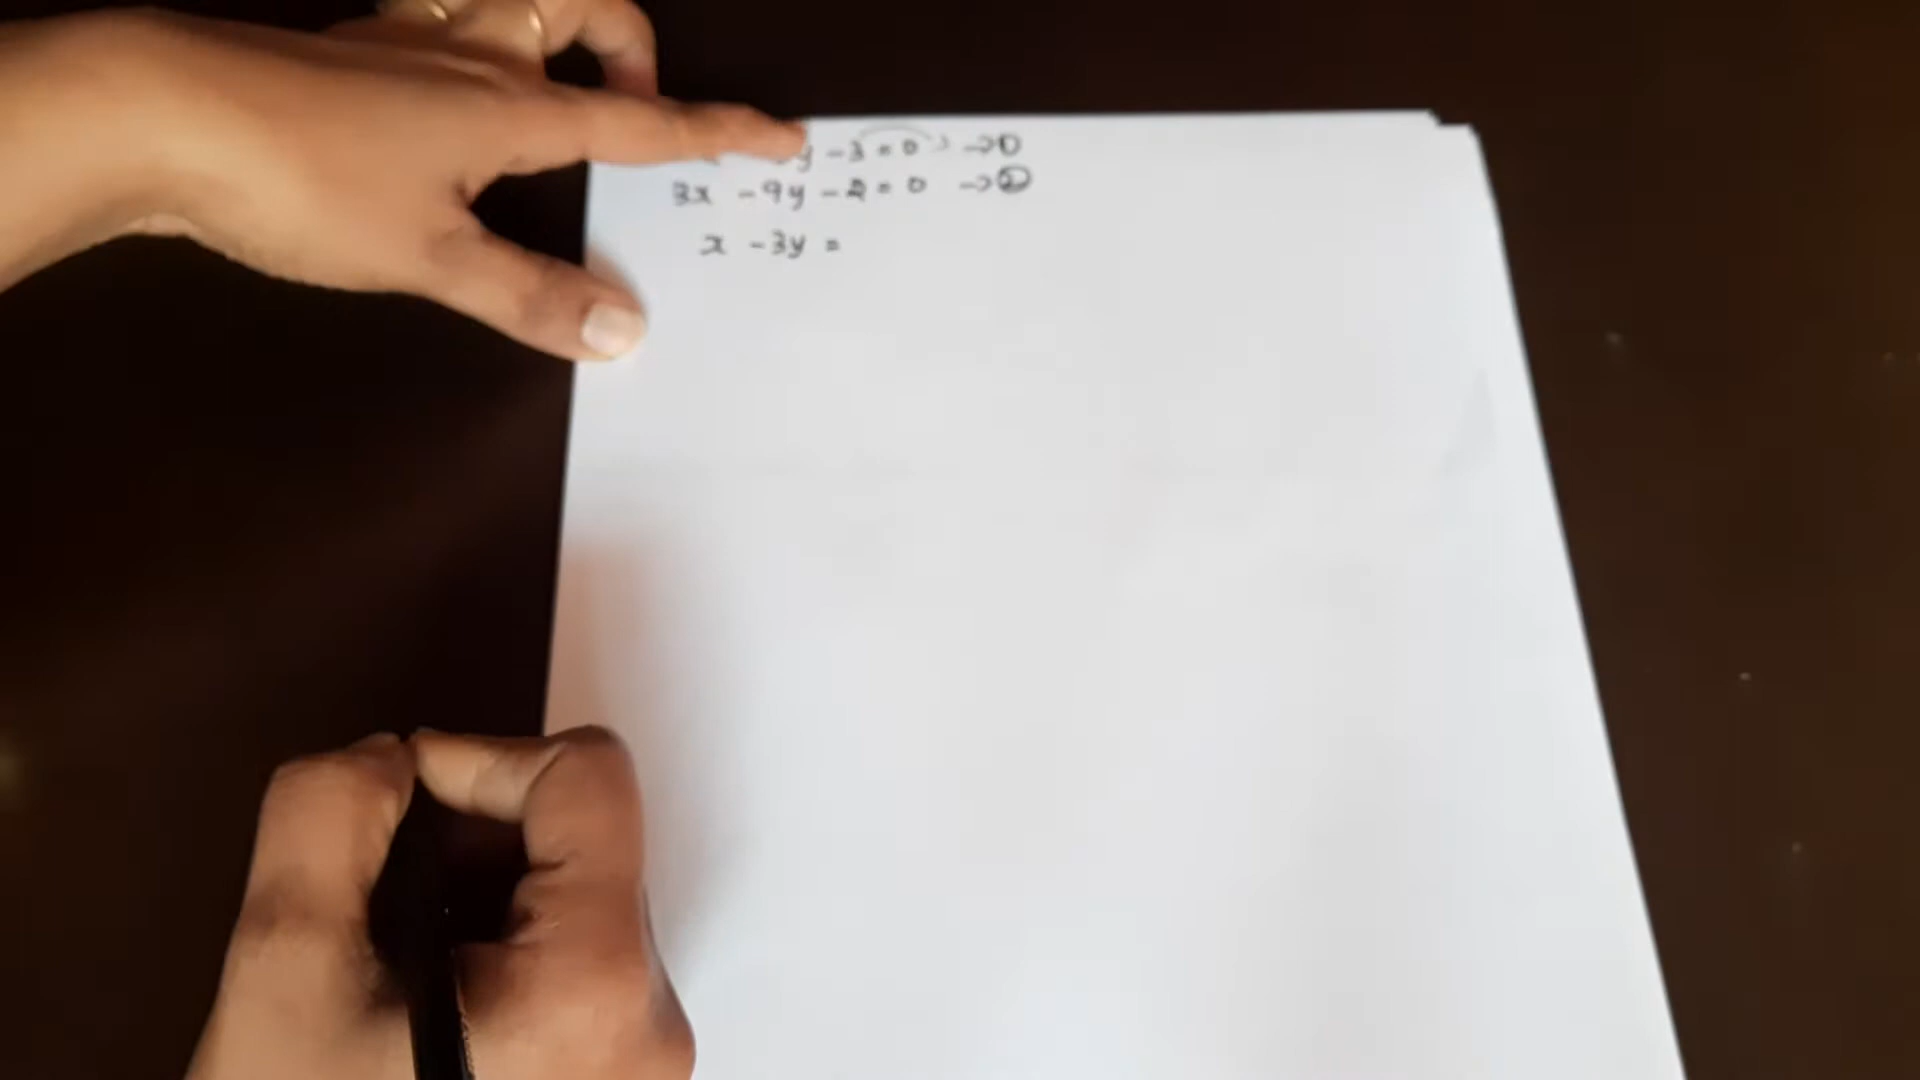 y - 3 = 0 → ①
3x - 9y - 2 = 0 → ②
x - 3y =